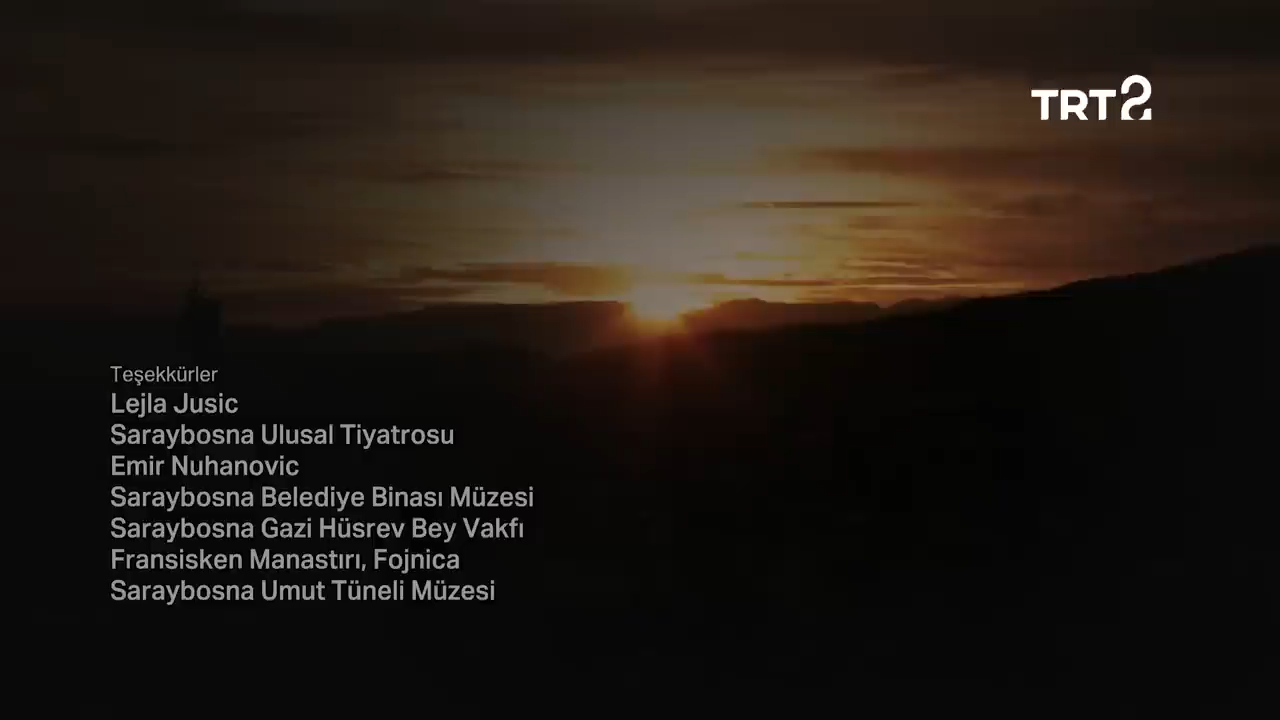 TRT2
Teşekkürler
Lejla Jusic
Saraybosna Ulusal Tiyatrosu
Emir Nuhanovic
Saraybosna Belediye Binası Müzesi
Saraybosna Gazi Hüsrev Bey Vakfı
Fransisken Manastırı, Fojnica
Saraybosna Umut Tüneli Müzesi